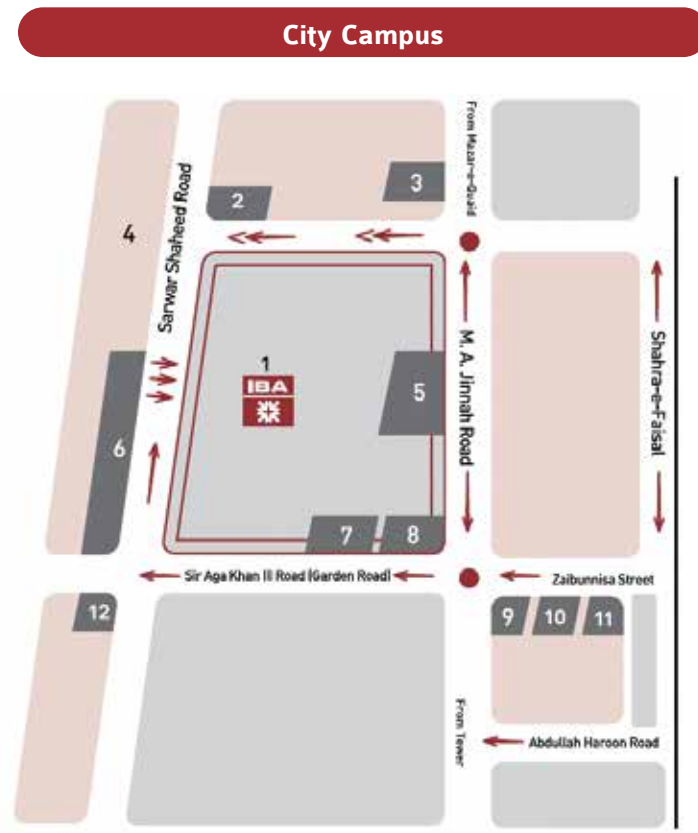 City Campus
From Mazar-e-Quaid
3
2
4
Sarwar Shaheed Road
1
IBA
5
M. A. Jinnah Road
Shahra-e-Faisal
6
7
8
Sir Aga Khan III Road (Garden Road)
Zaibunnisa Street
12
9
10
11
From Tower
Abdullah Haroon Road